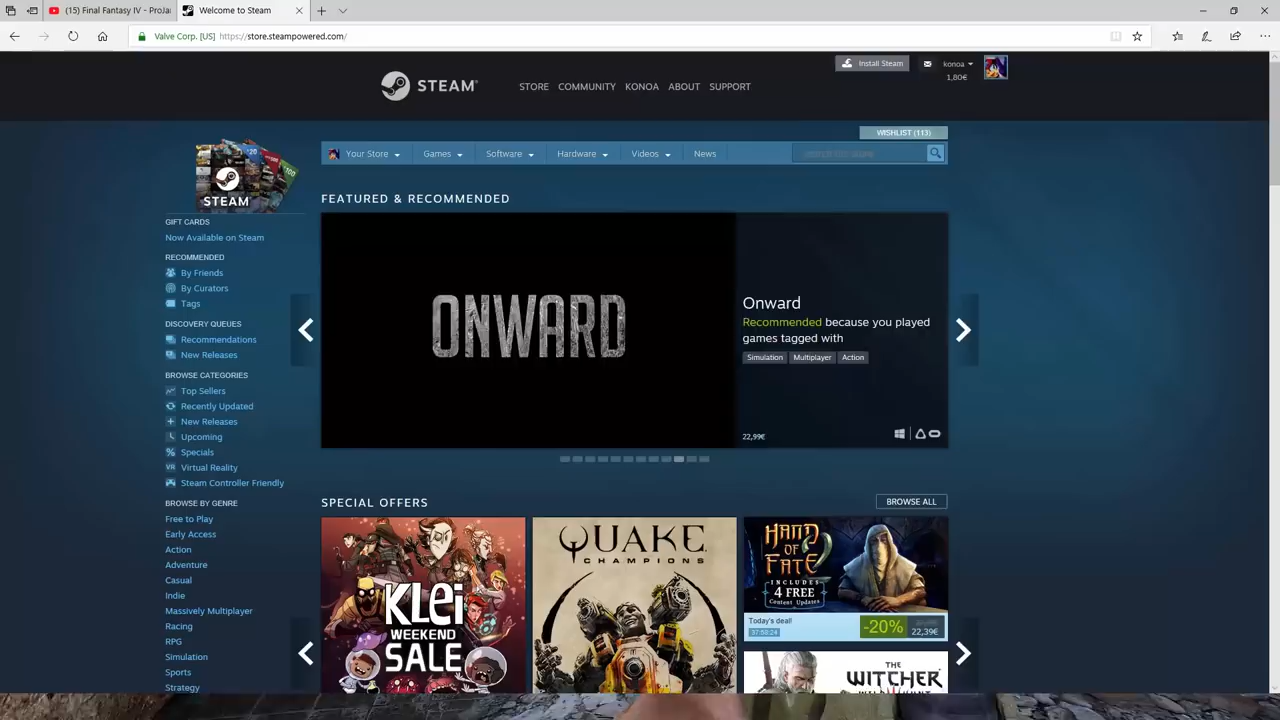 (15) Final Fantasy IV - ProJa
Welcome to Steam
Valve Corp. [US]
https://store.steampowered.com/
Install Steam
konoa
1,80€
STEAM
STORE
COMMUNITY
KONOA
ABOUT
SUPPORT
WISHLIST (113)
Your Store
Games
Software
Hardware
Videos
News
STEAM
GIFT CARDS
Now Available on Steam
RECOMMENDED
By Friends
By Curators
Tags
DISCOVERY QUEUES
Recommendations
New Releases
BROWSE CATEGORIES
Top Sellers
Recently Updated
New Releases
Upcoming
Specials
VR Virtual Reality
Steam Controller Friendly
BROWSE BY GENRE
Free to Play
Early Access
Action
Adventure
Casual
Indie
Massively Multiplayer
Racing
RPG
Simulation
Sports
Strategy
FEATURED & RECOMMENDED
ONWARD
Onward
Recommended because you played
games tagged with
Simulation
Multiplayer
Action
22,99€
SPECIAL OFFERS
BROWSE ALL
KLEi
WEEKEND
SALE
QUAKE
CHAMPIONS
HAND
OF
FATE 2
INCLUDES
4 FREE
Content Updates
Today's deal!
-20%
22,39€
THE
WITCHER